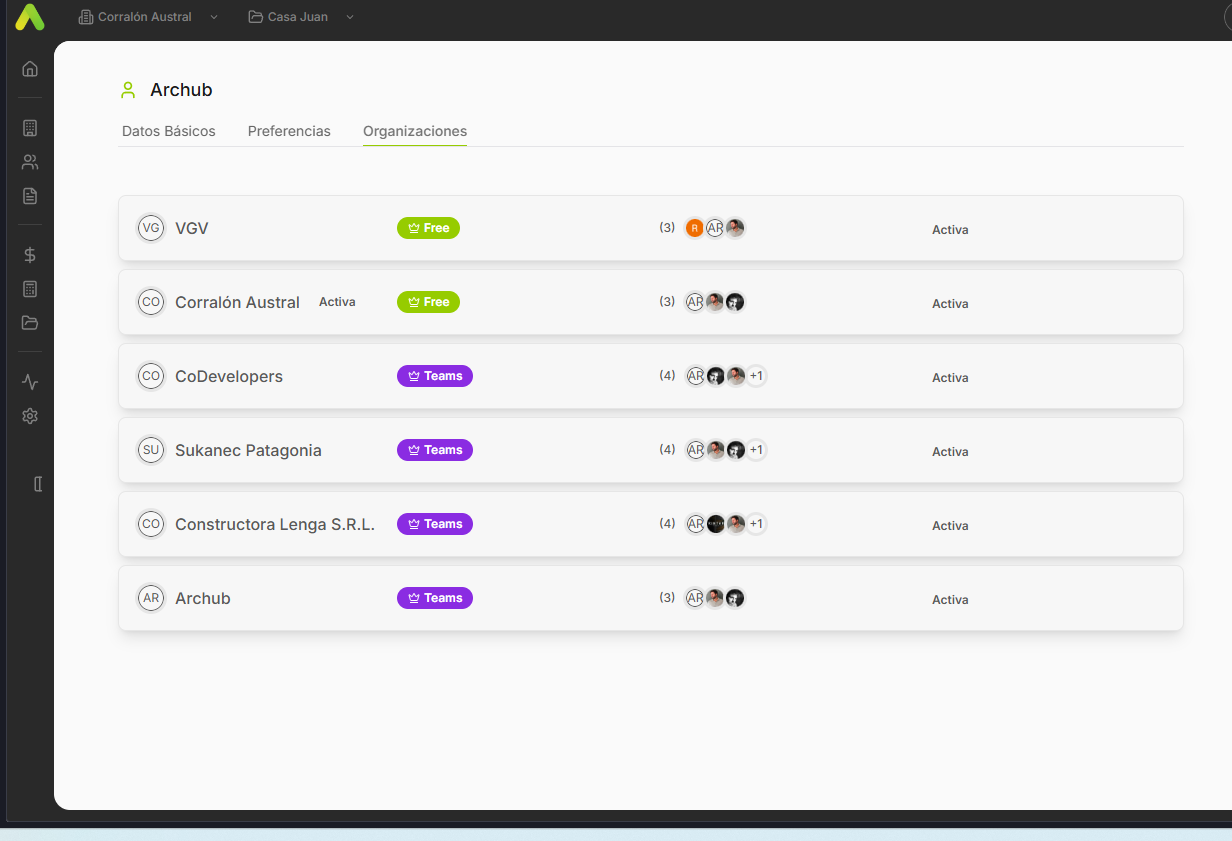 Corralón Austral Casa Juan
Archub
Datos Básicos Preferencias Organizaciones
VG VGV Free (3) R AR Activa
CO Corralón Austral Activa Free (3) AR Activa
CO CoDevelopers Teams (4) AR +1 Activa
SU Sukanec Patagonia Teams (4) AR +1 Activa
CO Constructora Lenga S.R.L. Teams (4) AR +1 Activa
AR Archub Teams (3) AR Activa